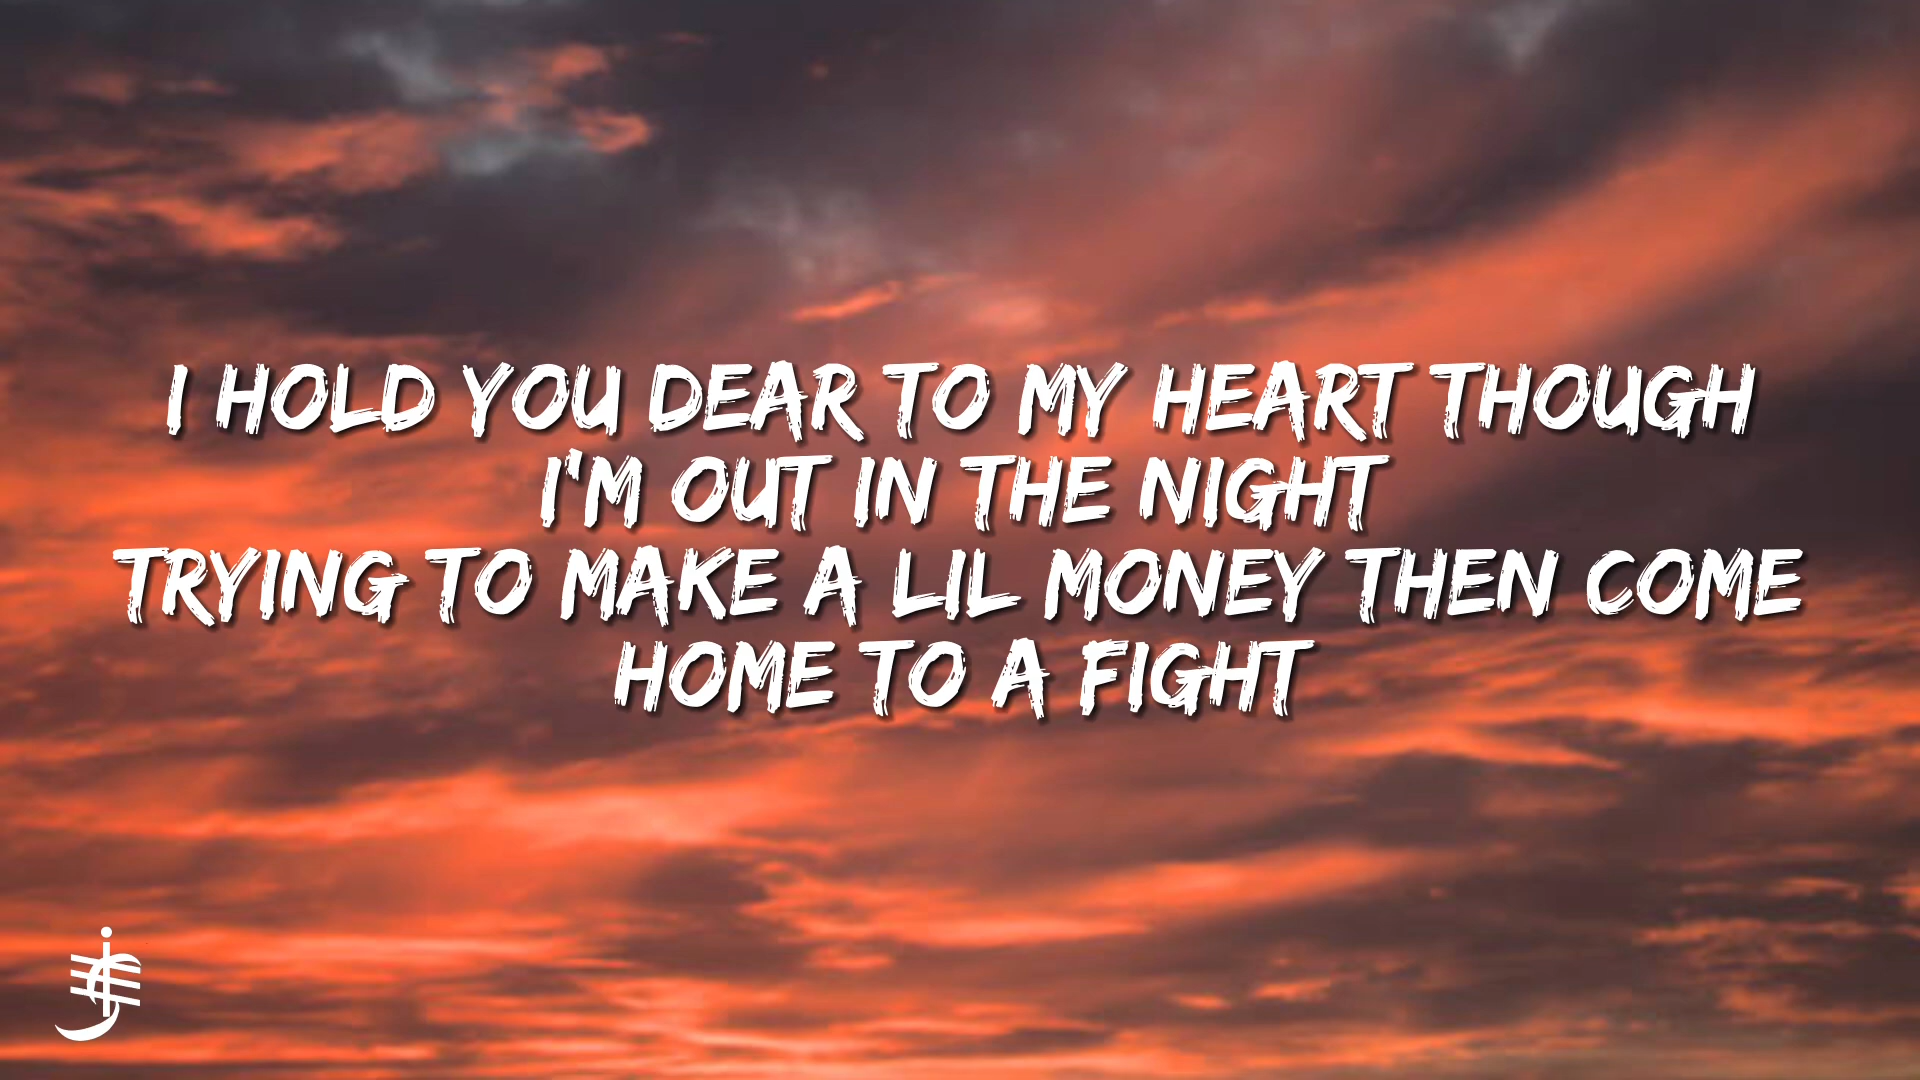 I HOLD YOU DEAR TO MY HEART THOUGH
I'M OUT IN THE NIGHT
TRYING TO MAKE A LIL MONEY THEN COME
HOME TO A FIGHT